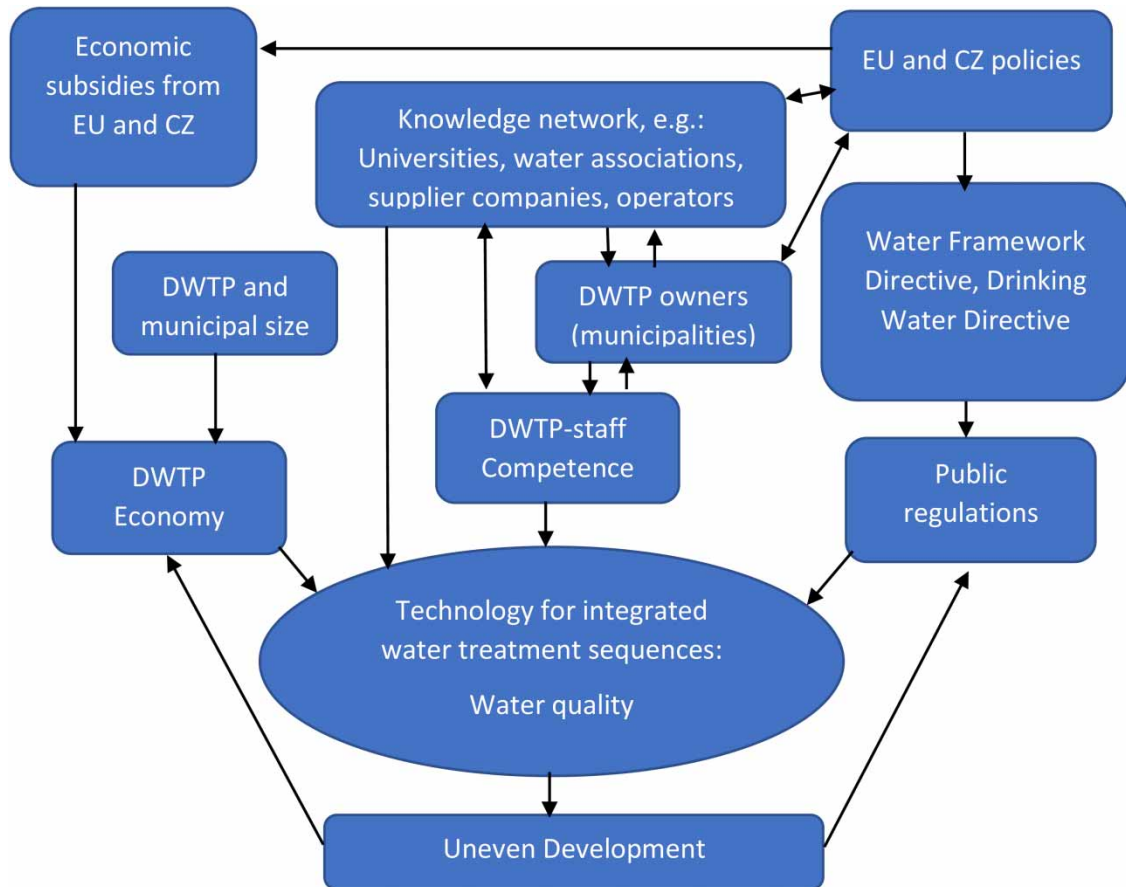 Economic
subsidies from
EU and CZ
EU and CZ policies
Knowledge network, e.g.:
Universities, water associations,
supplier companies, operators
Water Framework
Directive, Drinking
Water Directive
DWTP and
municipal size
DWTP owners
(municipalities)
DWTP-staff
Competence
DWTP
Economy
Public
regulations
Technology for integrated
water treatment sequences:
Water quality
Uneven Development